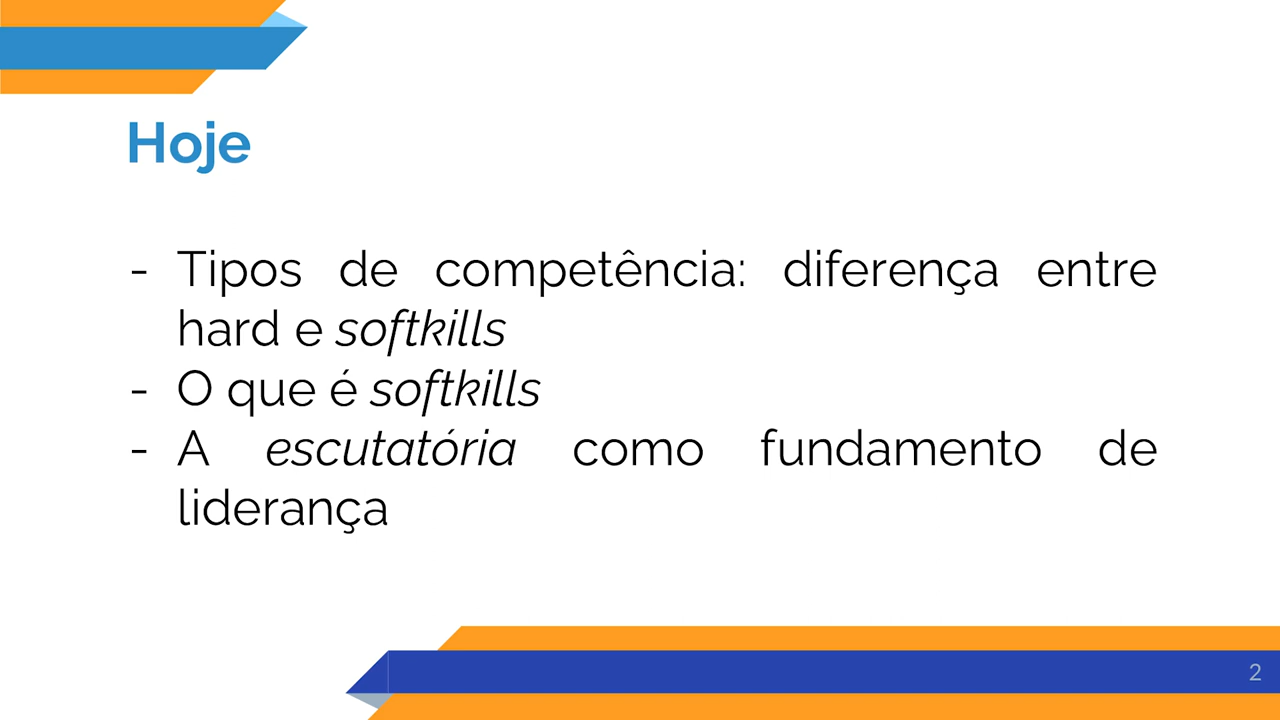 Hoje
- Tipos de competência: diferença entre
hard e softkills
- O que é softkills
- A escutatória como fundamento de
liderança
2